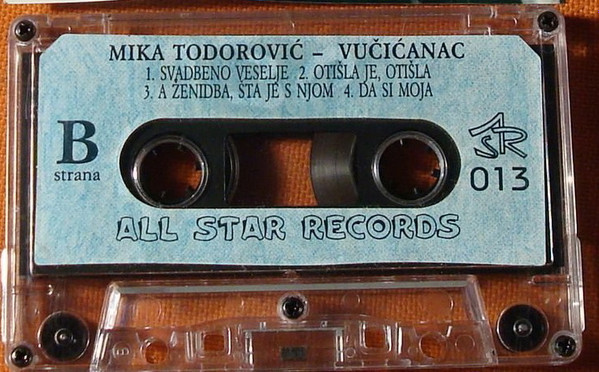 MIKA TODOROVIĆ – VUČIĆANAC
1. SVADBENO VESELJE 2. OTIŠLA JE, OTIŠLA
3. A ŽENIDBA, ŠTA JE S NJOM 4. DA SI MOJA
B
strana
ASR
013
ALL STAR RECORDS